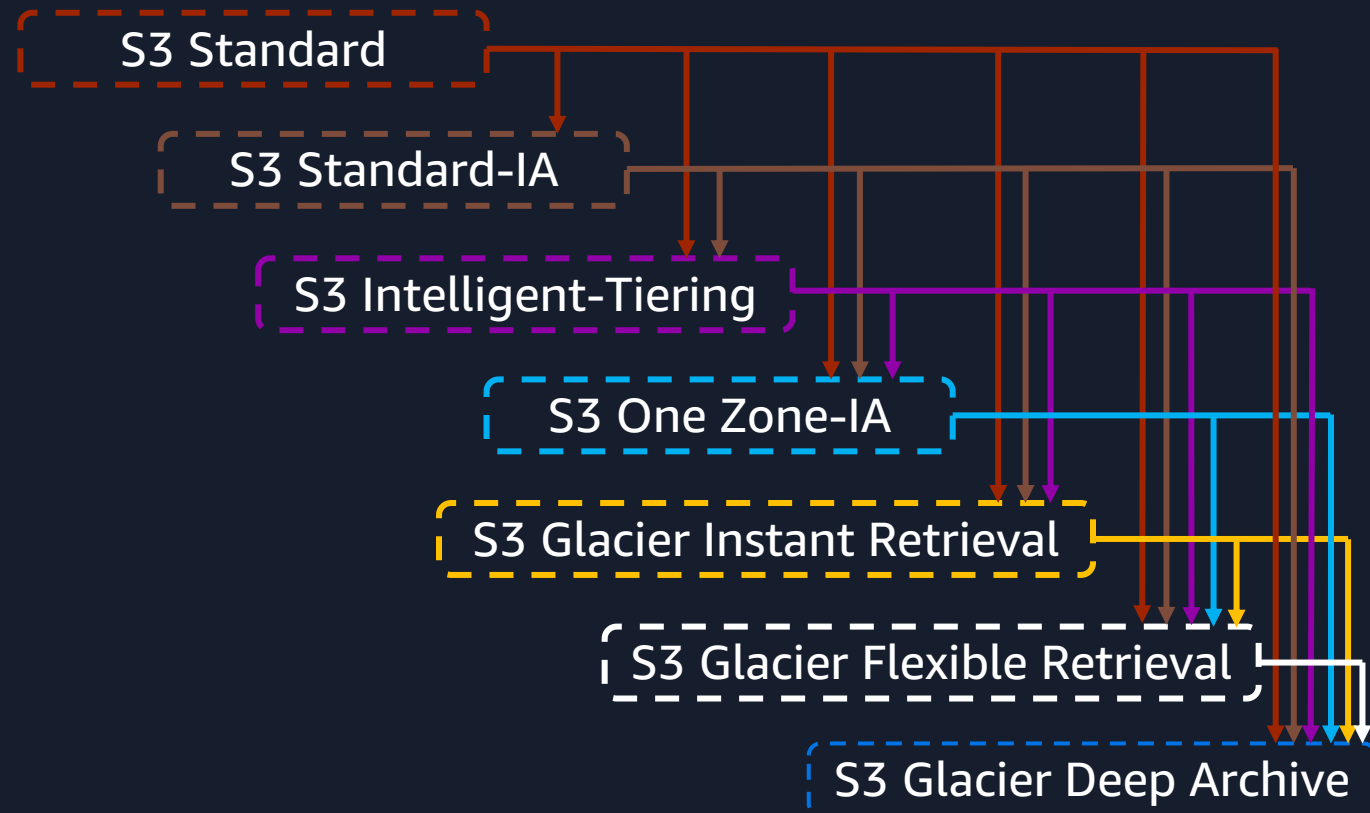 S3 Standard
S3 Standard-IA
S3 Intelligent-Tiering
S3 One Zone-IA
S3 Glacier Instant Retrieval
S3 Glacier Flexible Retrieval
S3 Glacier Deep Archive